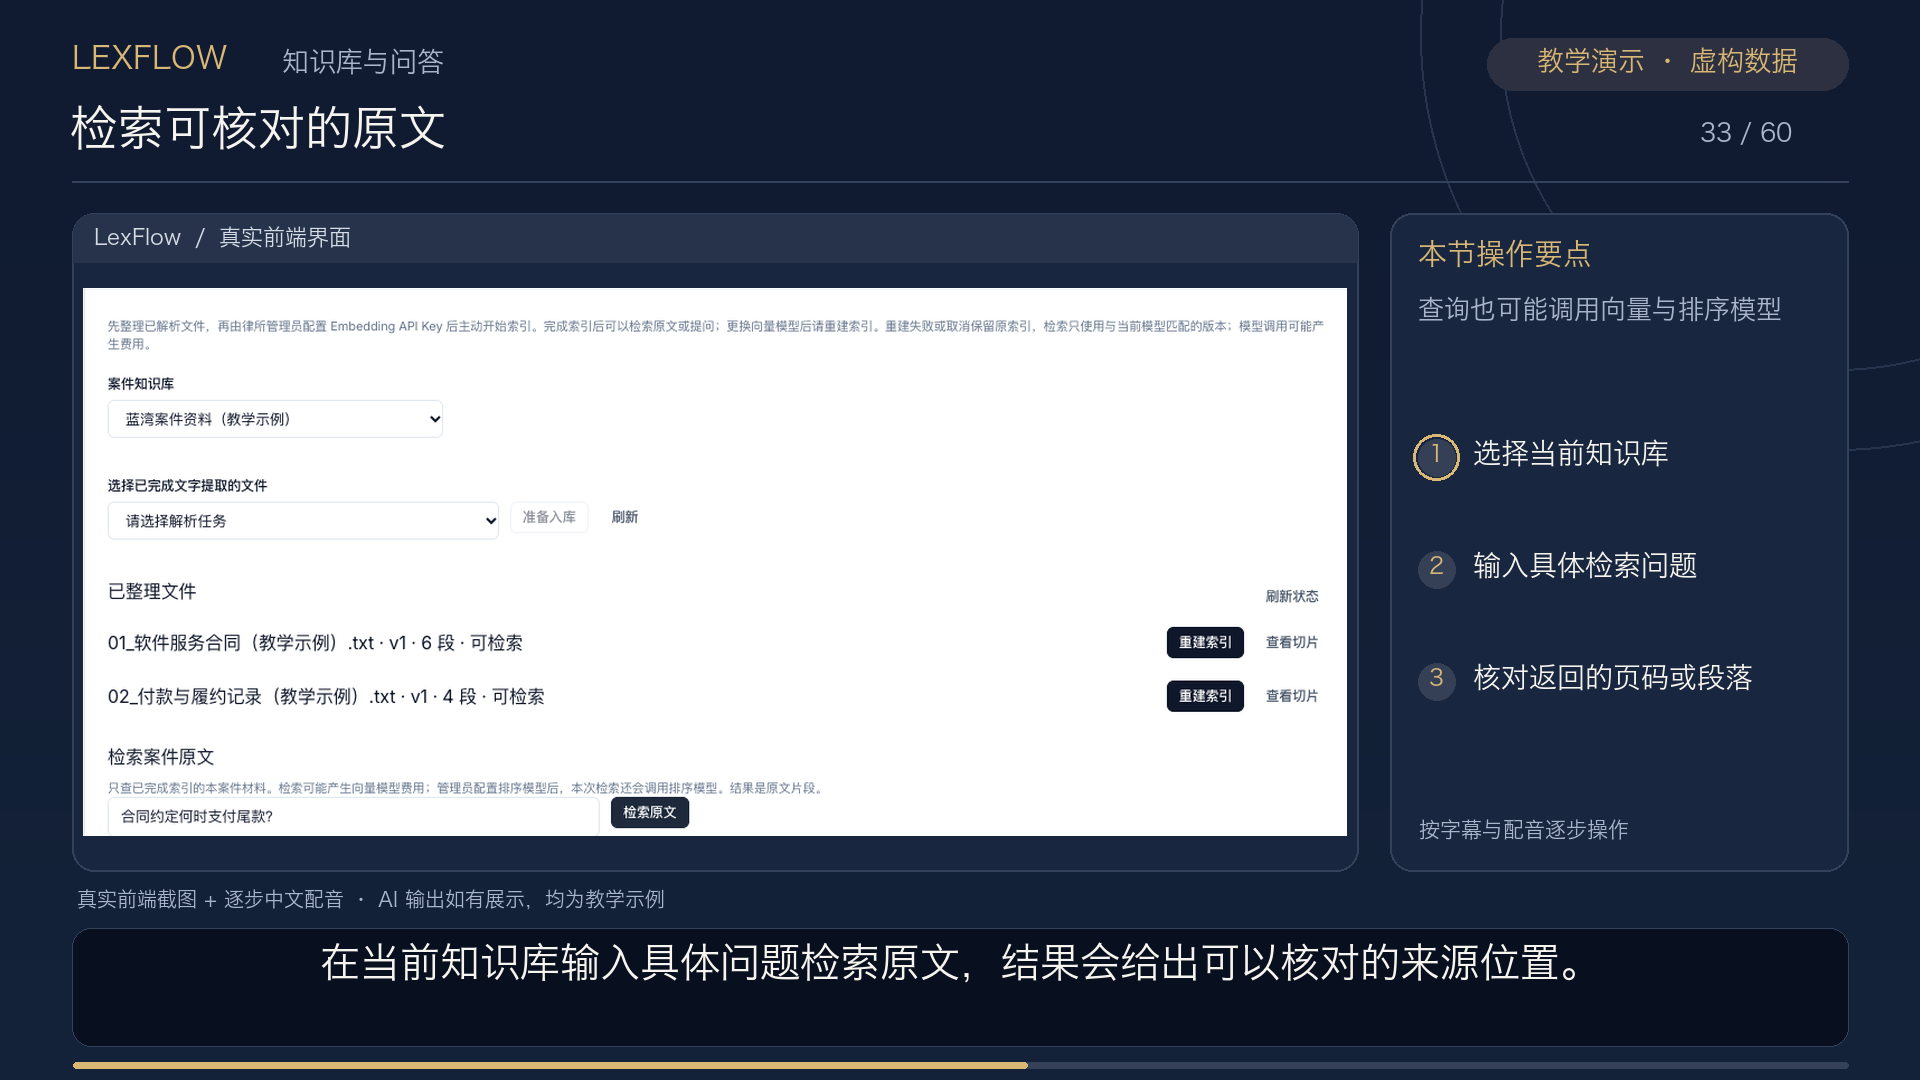 LEXFLOW 知识库与问答
教学演示 · 虚构数据
检索可核对的原文
33 / 60
LexFlow / 真实前端界面
先整理已解析文件，再由律所管理员配置 Embedding API Key 后主动开始索引。完成索引后可以检索原文或提问；更换向量模型后请重建索引。重建失败或取消保留原索引，检索只使用与当前模型匹配的版本；模型调用可能产
生费用。
案件知识库
蓝湾案件资料（教学示例）
选择已完成文字提取的文件
请选择解析任务 准备入库 刷新
已整理文件 刷新状态
01_软件服务合同（教学示例）.txt · v1 · 6 段 · 可检索 重建索引 查看切片
02_付款与履约记录（教学示例）.txt · v1 · 4 段 · 可检索 重建索引 查看切片
检索案件原文
只查已完成索引的本案件材料。检索可能产生向量模型费用；管理员配置排序模型后，本次检索还会调用排序模型。结果是原文片段。
合同约定何时支付尾款? 检索原文
本节操作要点
查询也可能调用向量与排序模型
1 选择当前知识库
2 输入具体检索问题
3 核对返回的页码或段落
按字幕与配音逐步操作
真实前端截图 + 逐步中文配音 · AI 输出如有展示，均为教学示例
在当前知识库输入具体问题检索原文，结果会给出可以核对的来源位置。